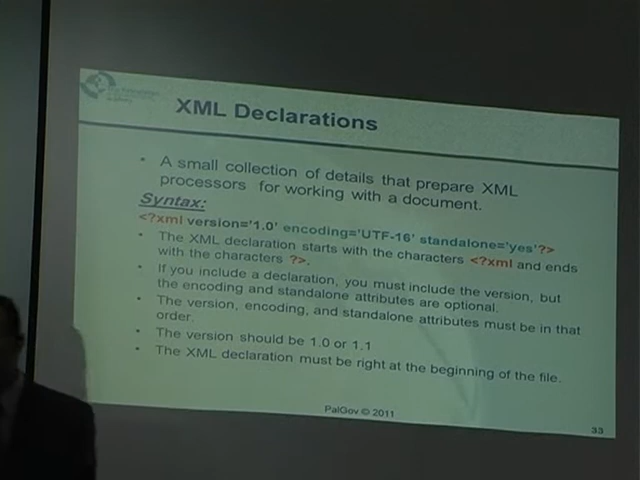 Academy
XML Declarations
• A small collection of details that prepare XML
processors for working with a document.
Syntax:
<?xml version='1.0' encoding='UTF-16' standalone='yes'?>
• The XML declaration starts with the characters <?xml and ends
with the characters ?>.
• If you include a declaration, you must include the version, but
the encoding and standalone attributes are optional.
• The version, encoding, and standalone attributes must be in that
order.
• The version should be 1.0 or 1.1
• The XML declaration must be right at the beginning of the file.
PalGov © 2011
33